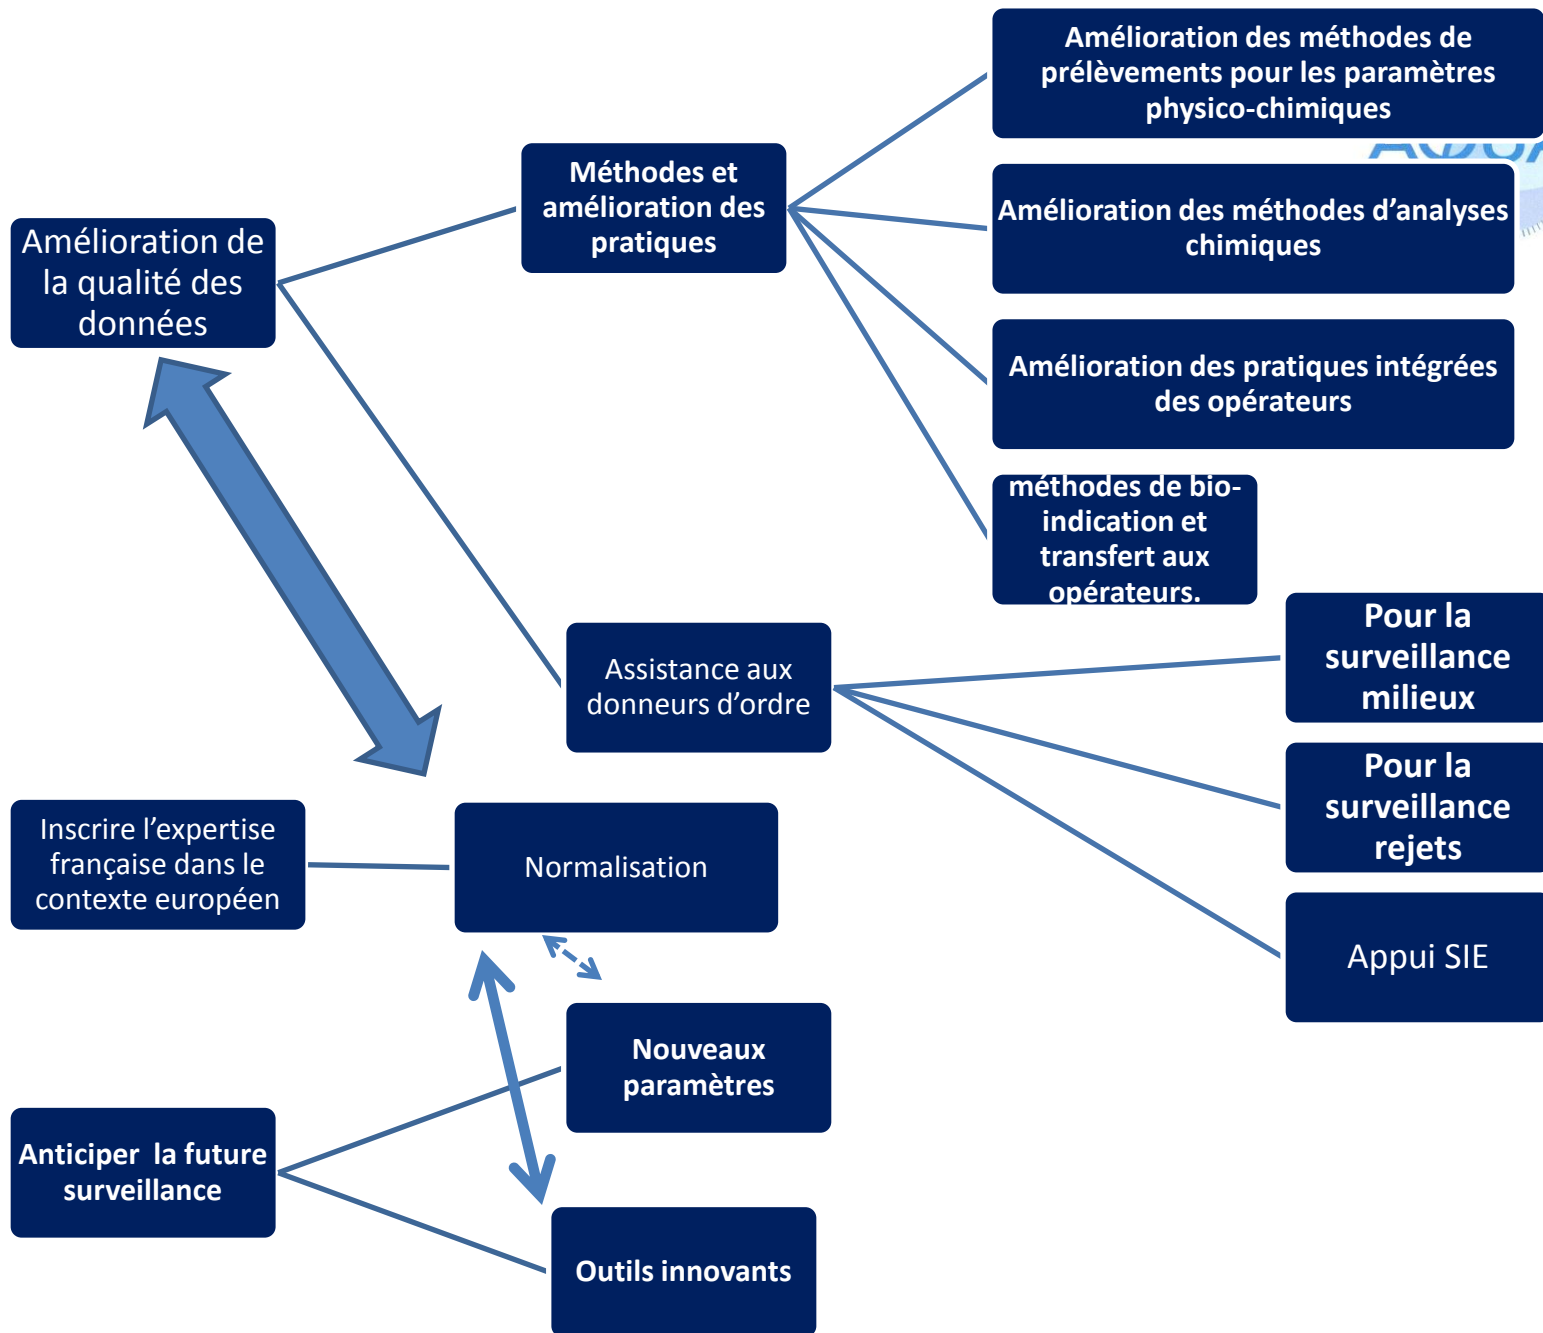 Amélioration de
la qualité des
données
Méthodes et
amélioration des
pratiques
Amélioration des méthodes de
prélèvements pour les paramètres
physico-chimiques
Amélioration des méthodes d’analyses
chimiques
Amélioration des pratiques intégrées
des opérateurs
méthodes de bio-
indication et
transfert aux
opérateurs.
Assistance aux
donneurs d’ordre
Pour la
surveillance
milieux
Pour la
surveillance
rejets
Appui SIE
Inscrire l’expertise
française dans le
contexte européen
Normalisation
Anticiper  la future
surveillance
Nouveaux
paramètres
Outils innovants